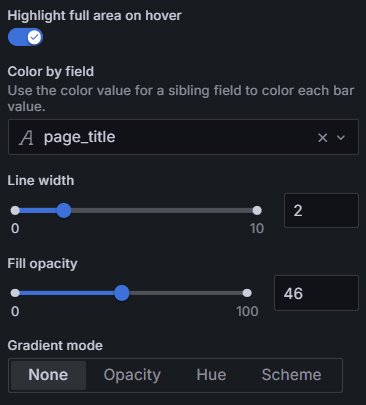 Highlight full area on hover
Color by field
Use the color value for a sibling field to color each bar
value.
page_title
Line width
2
0 10
Fill opacity
46
0 100
Gradient mode
None Opacity Hue Scheme